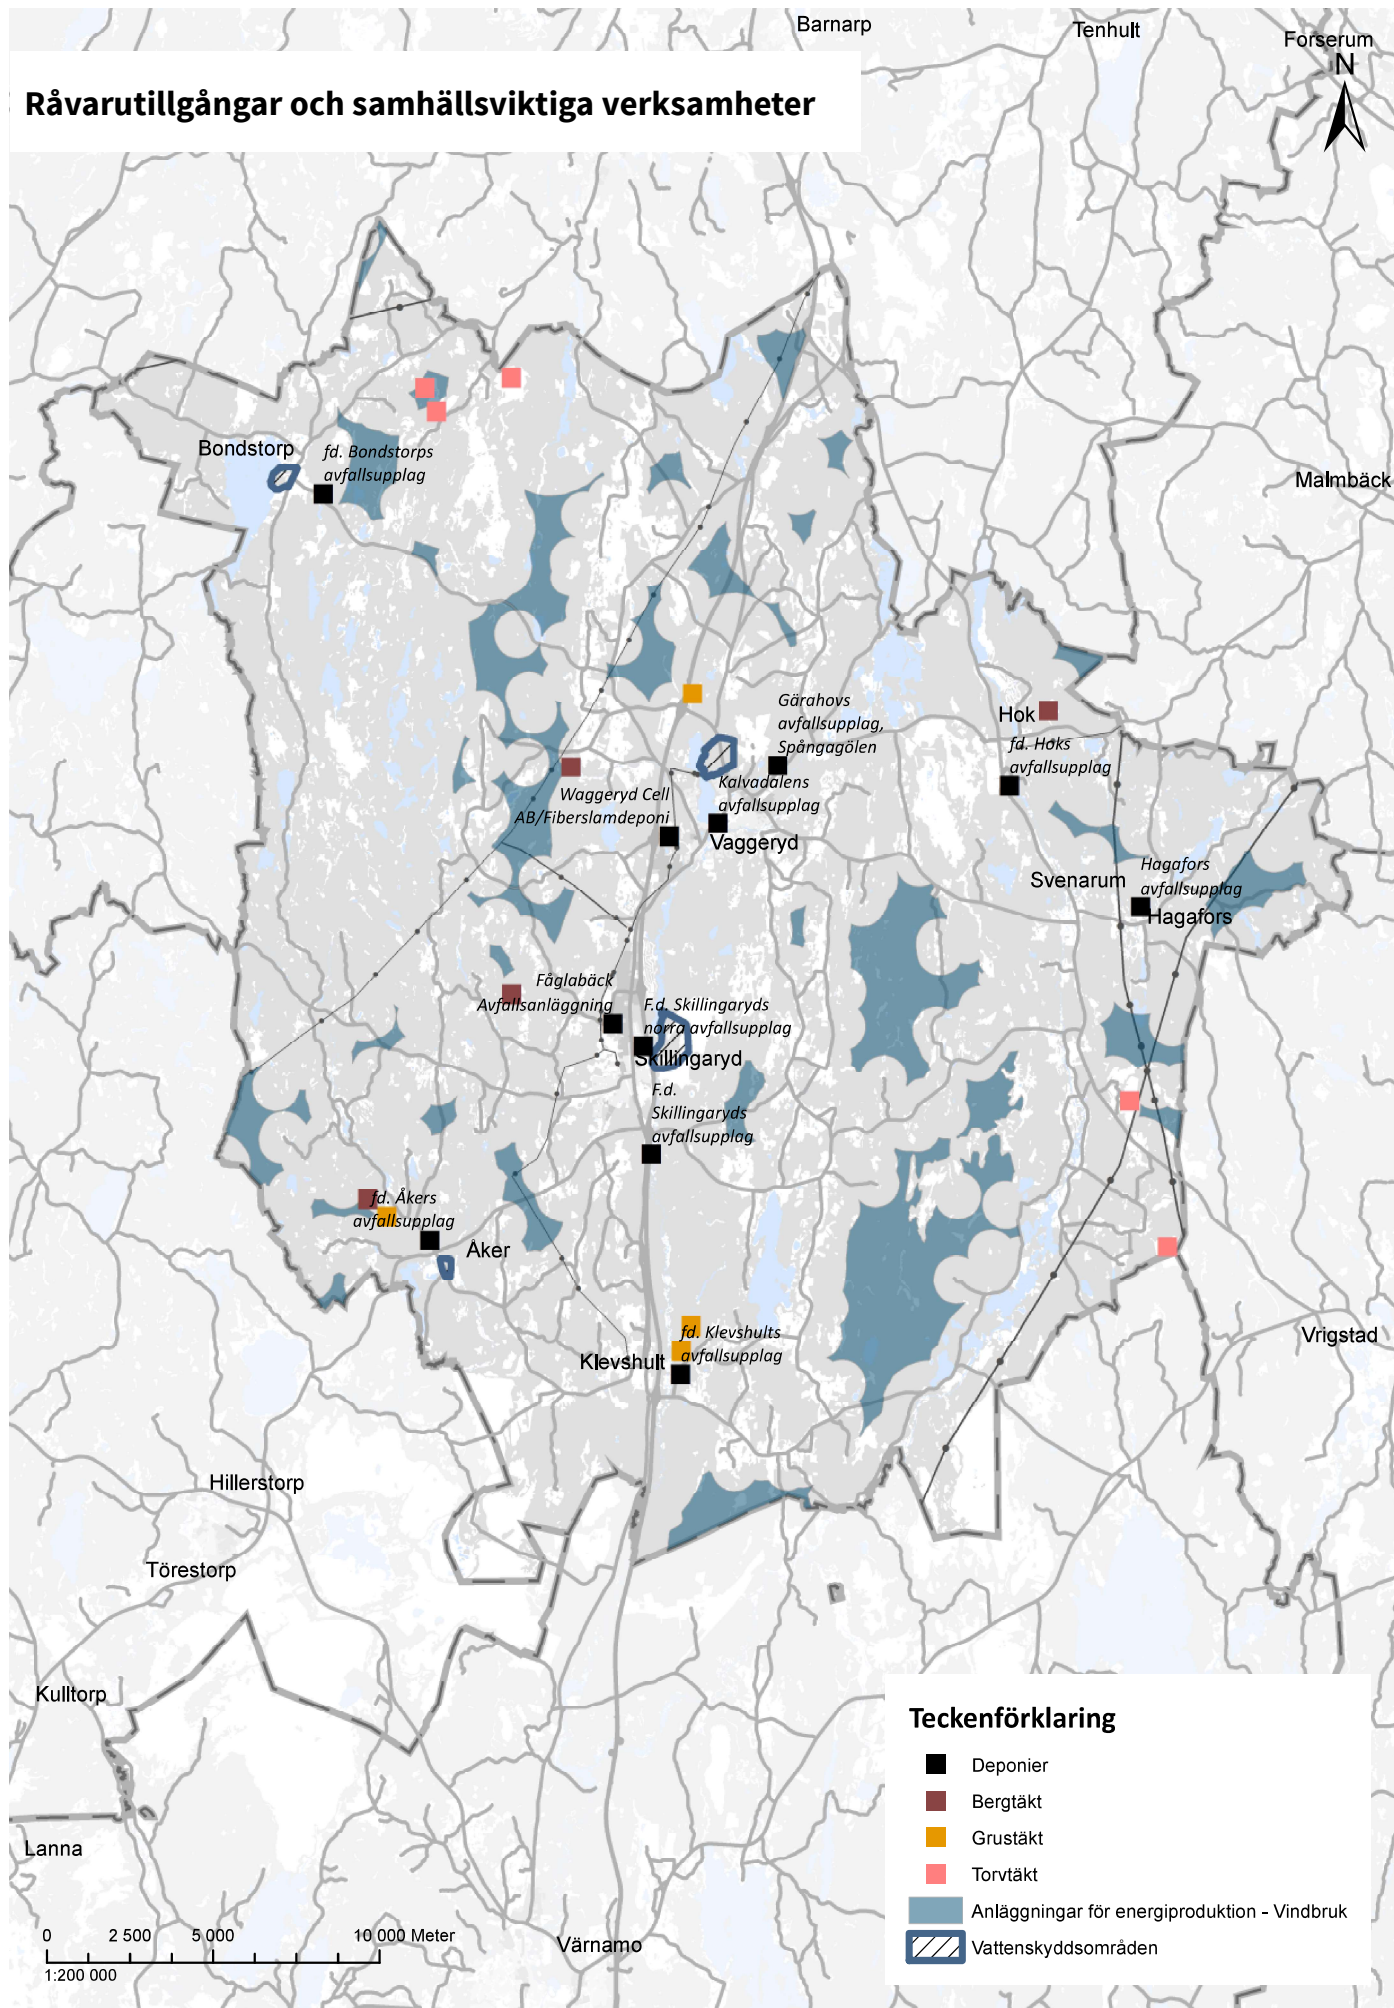 Barnarp
Tenhult
Forserum
N
Råvarutillgångar och samhällsviktiga verksamheter
Bondstorp
fd. Bondstorps
avfallsupplag
Malmbäck
Gärahovs
avfallsupplag,
Spångagölen
Hok
fd. Hoks
avfallsupplag
Kalvadalens
avfallsupplag
Waggeryd Cell
AB/Fiberslamdeponi
Vaggeryd
Svenarum
Hagafors
avfallsupplag
Hagafors
Fåglabäck
Avfallsanläggning
F.d. Skillingaryds
norra avfallsupplag
Skillingaryd
F.d.
Skillingaryds
avfallsupplag
fd. Åkers
avfallsupplag
Åker
fd. Klevshults
avfallsupplag
Klevshult
Vrigstad
Hillerstorp
Törestorp
Kulltorp
Lanna
Värnamo
Teckenförklaring
Deponier
Bergtäkt
Grustäkt
Torvtäkt
Anläggningar för energiproduktion - Vindbruk
Vattenskyddsområden
0 2 500 5 000 10 000 Meter
1:200 000